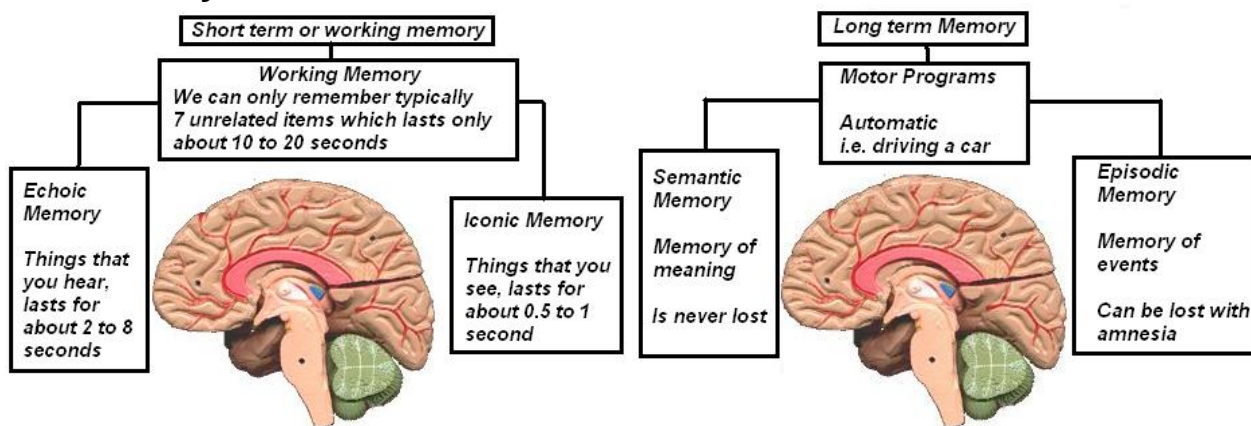 Short term or working memory
Working Memory
We can only remember typically
7 unrelated items which lasts only
about 10 to 20 seconds
Echoic
Memory
Things that
you hear,
lasts for
about 2 to 8
seconds
Iconic Memory
Things that you
see, lasts for
about 0.5 to 1
second
Long term Memory
Motor Programs
Automatic
i.e. driving a car
Semantic
Memory
Memory of
meaning
Is never lost
Episodic
Memory
Memory of
events
Can be lost with
amnesia